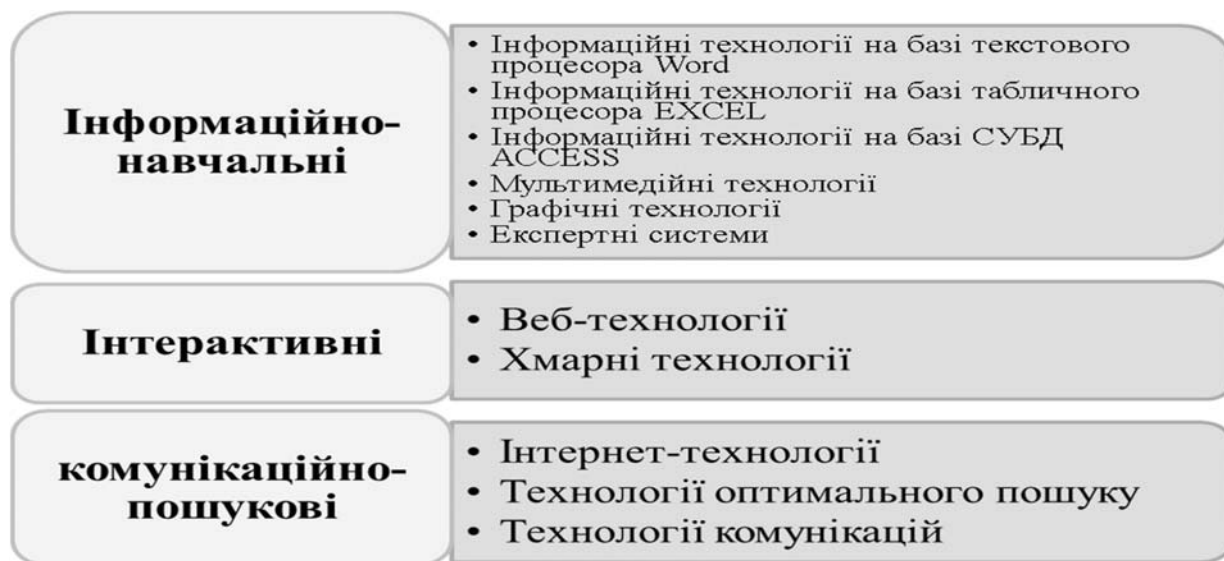 Інформаційно-
навчальні
• Інформаційні технології на базі текстового
процесора Word
• Інформаційні технології на базі табличного
процесора EXCEL
• Інформаційні технології на базі СУБД
ACCESS
• Мультимедійні технології
• Графічні технології
• Експертні системи
Інтерактивні
• Веб-технології
• Хмарні технології
комунікаційно-
пошукові
• Інтернет-технології
• Технології оптимального пошуку
• Технології комунікацій